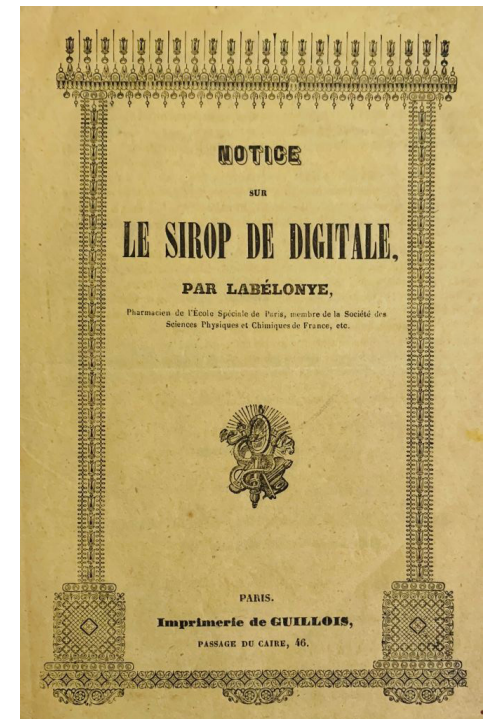 NOTICE
SUR
LE SIROP DE DIGITALE,
PAR LABÉLONYE,
Pharmacien de l'École Spéciale de Paris, membre de la Société des
Sciences Physiques et Chimiques de France, etc.
PARIS.
Imprimerie de GUILLOIS,
PASSAGE DU CAIRE, 46.